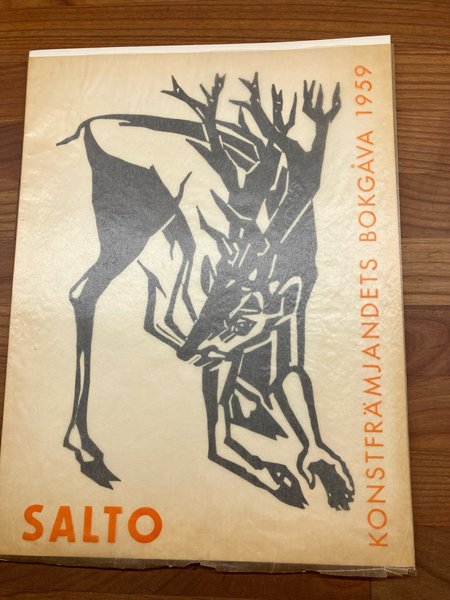 SALTO
KONSTFRÄMJANDETS BOKGÅVA 1959